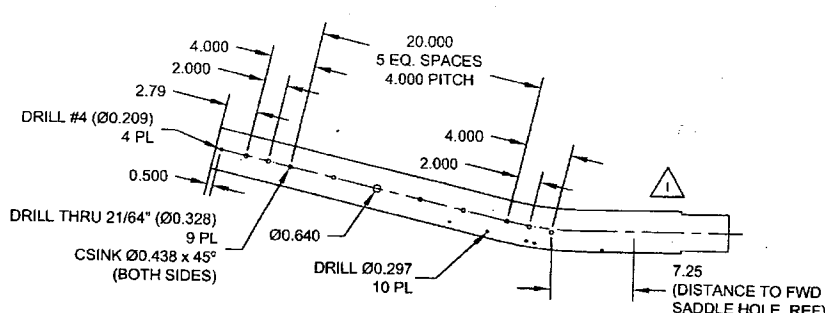 20.000
5 EQ. SPACES
4.000 PITCH
4.000
2.000
2.79
DRILL #4 (Ø0.209)
4 PL
0.500
4.000
2.000
1
DRILL THRU 21/64" (Ø0.328)
9 PL
CSINK Ø0.438 x 45°
(BOTH SIDES)
Ø0.640
DRILL Ø0.297
10 PL
7.25
(DISTANCE TO FWD
SADDLE HOLE, REF)